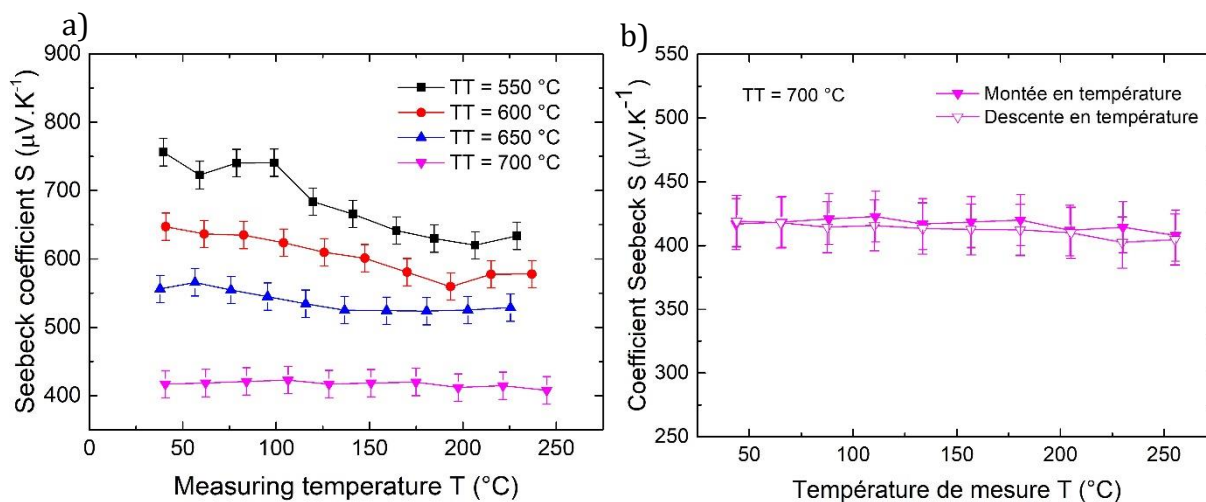 a)
Seebeck coefficient S (µV.K⁻¹)
900
800
700
600
500
400
TT = 550 °C
TT = 600 °C
TT = 650 °C
TT = 700 °C
0 50 100 150 200 250
Measuring temperature T (°C)
b)
Coefficient Seebeck S (µV.K⁻¹)
550
500
450
400
350
300
250
TT = 700 °C
Montée en température
Descente en température
50 100 150 200 250
Température de mesure T (°C)